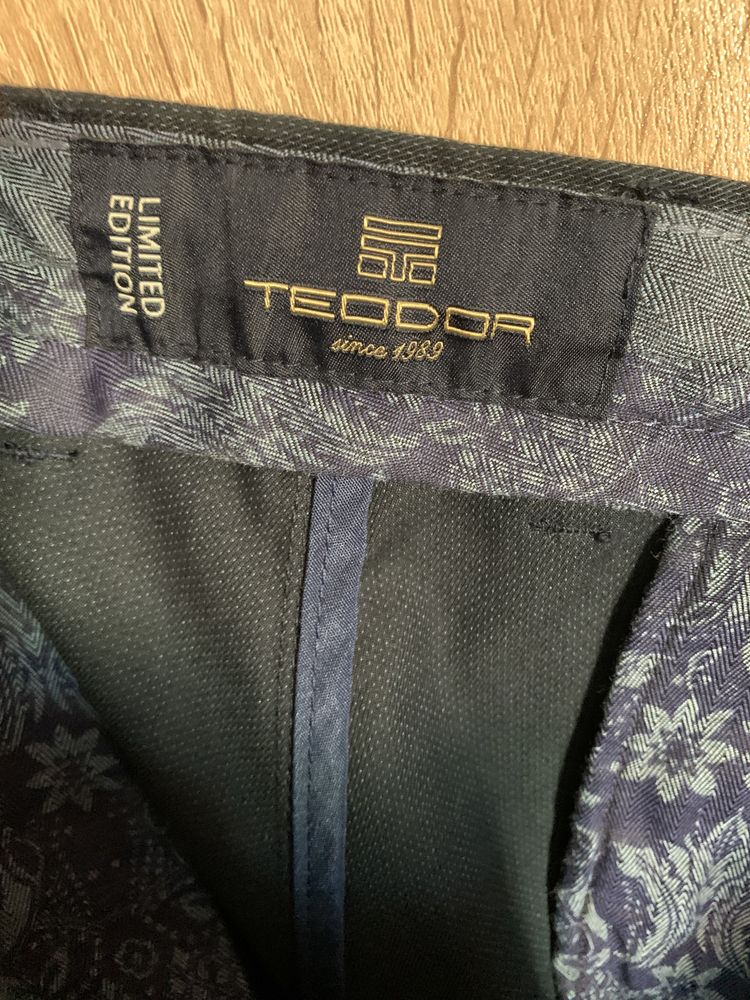 LIMITED
EDITION
TEODOR
since 1989